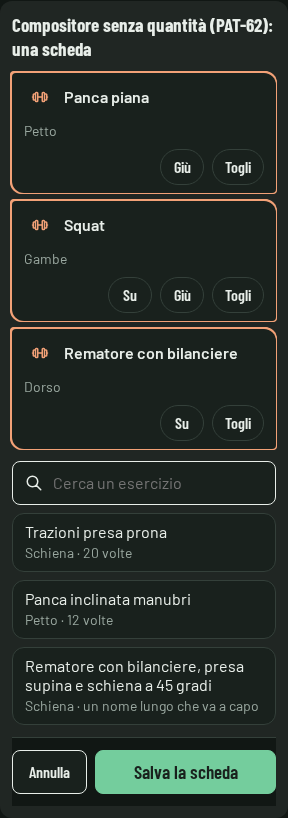 Compositore senza quantità (PAT-62):
una scheda
Panca piana
Petto
Giù
Togli
Squat
Gambe
Su
Giù
Togli
Rematore con bilanciere
Dorso
Su
Togli
Cerca un esercizio
Trazioni presa prona
Schiena · 20 volte
Panca inclinata manubri
Petto · 12 volte
Rematore con bilanciere, presa
supina e schiena a 45 gradi
Schiena · un nome lungo che va a capo
Annulla
Salva la scheda